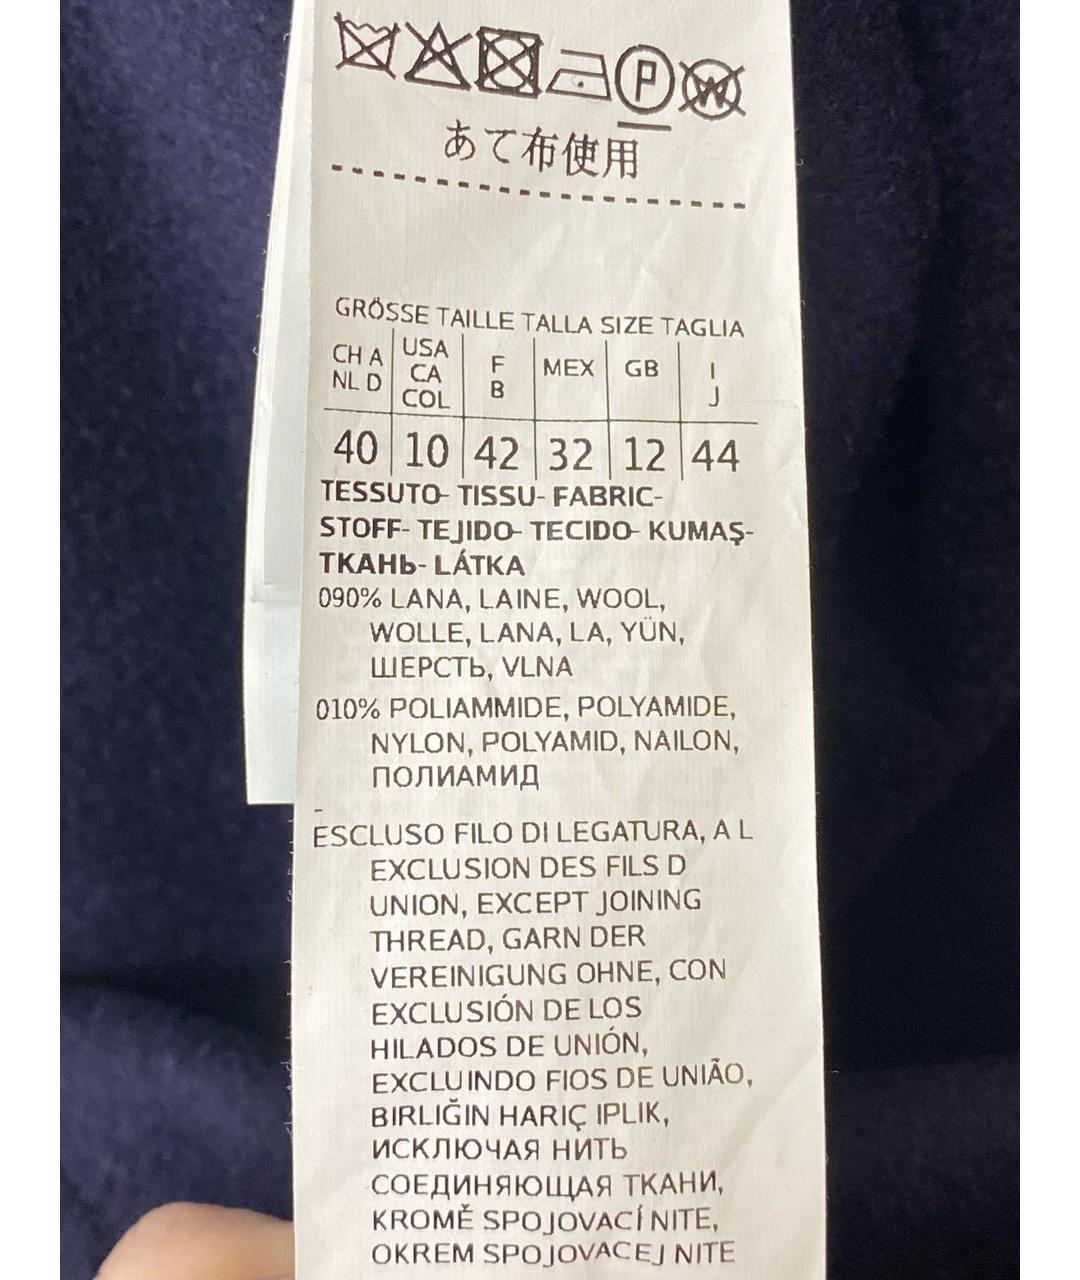 P W
あて布使用
GRÖSSE TAILLE TALLA SIZE TAGLIA
CH A NL D USA CA COL F B MEX GB I J
40 10 42 32 12 44
TESSUTO- TISSU- FABRIC-
STOFF- TEJIDO- TECIDO- KUMAŞ-
ТКАНЬ- LÁTKA
090% LANA, LAINE, WOOL,
WOLLE, LANA, LA, YÜN,
ШЕРСТЬ, VLNA
010% POLIAMMIDE, POLYAMIDE,
NYLON, POLYAMID, NAILON,
ПОЛИАМИД
-
ESCLUSO FILO DI LEGATURA, A L
EXCLUSION DES FILS D
UNION, EXCEPT JOINING
THREAD, GARN DER
VEREINIGUNG OHNE, CON
EXCLUSIÓN DE LOS
HILADOS DE UNIÓN,
EXCLUINDO FIOS DE UNIÃO,
BIRLIĞIN HARIÇ IPLIK,
ИСКЛЮЧАЯ НИТЬ
СОЕДИНЯЮЩАЯ ТКАНИ,
KROMĚ SPOJOVACÍ NITE,
OKREM SPOJOVACEJ NITE